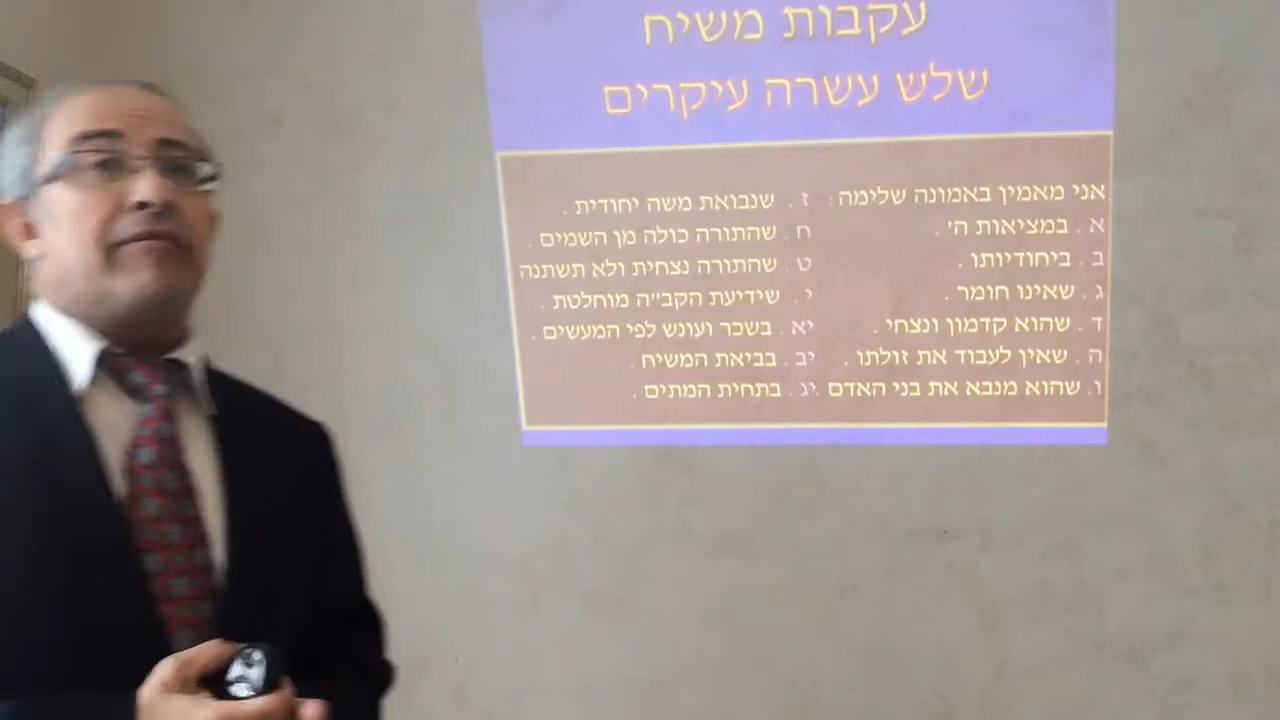 עקבות משיח
שלש עשרה עיקרים
אני מאמין באמונה שלימה:
א. במציאות ה'.
ב. ביחודיותו.
ג. שאינו חומר.
ד. שהוא קדמון ונצחי.
ה. שאין לעבוד את זולתו.
ו. שהוא מנבא את בני האדם.
ז. שנבואת משה יחודית.
ח. שהתורה כולה מן השמים.
ט. שהתורה נצחית ולא תשתנה
י. שידיעת הקב"ה מוחלטת.
יא. בשכר ועונש לפי המעשים.
יב. בביאת המשיח.
יג. בתחית המתים.